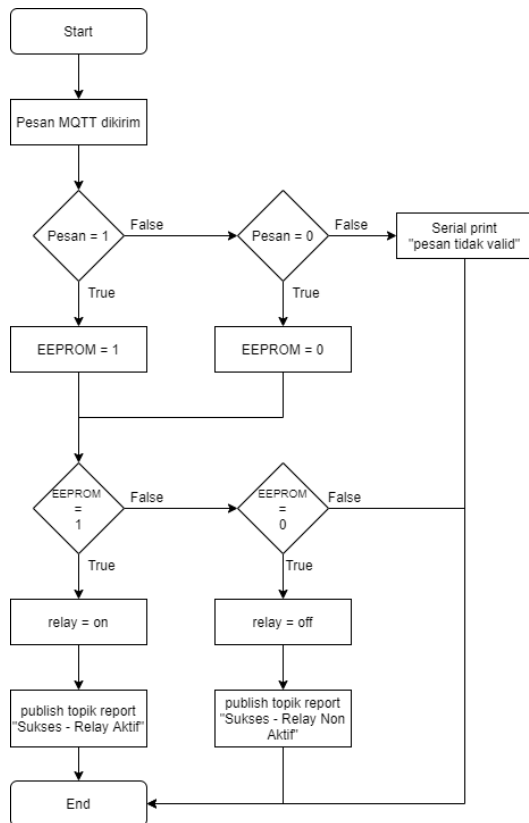 Start
Pesan MQTT dikirim
Pesan = 1
False
Pesan = 0
False
Serial print
"pesan tidak valid"
True
True
EEPROM = 1
EEPROM = 0
EEPROM
=
1
False
EEPROM
=
0
False
True
True
relay = on
relay = off
publish topik report
"Sukses - Relay Aktif"
publish topik report
"Sukses - Relay Non
Aktif"
End